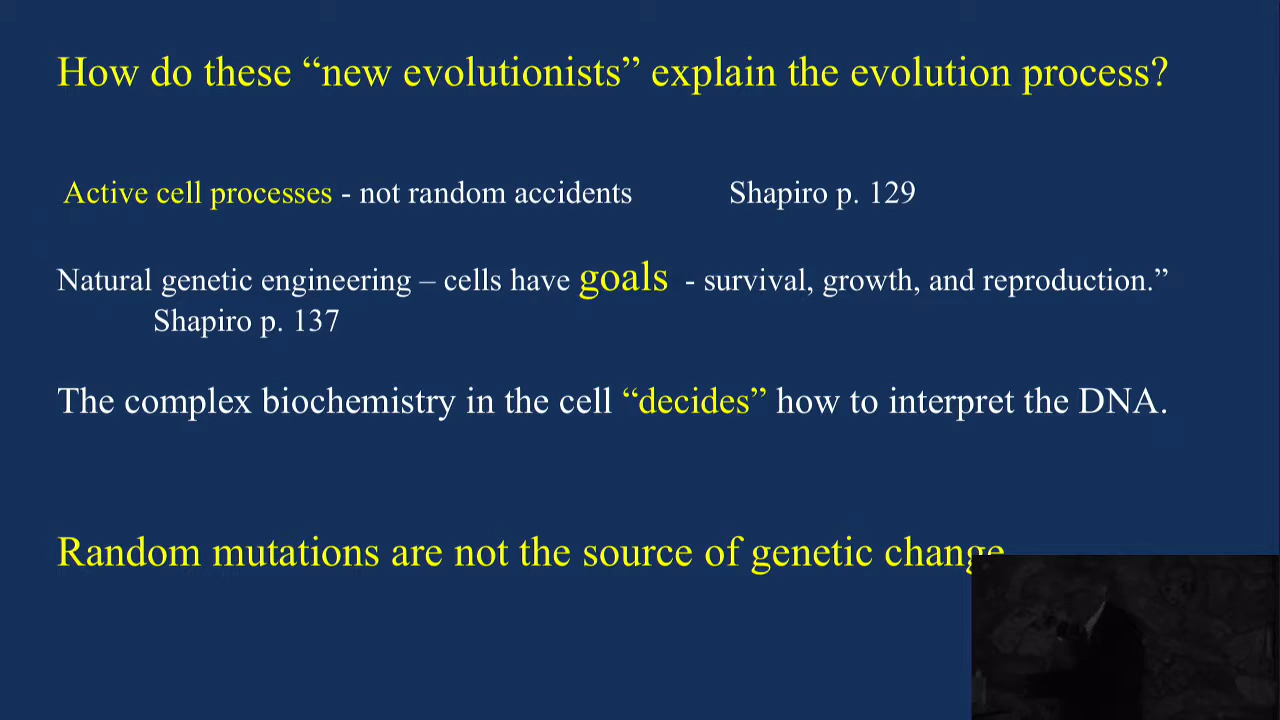 How do these “new evolutionists” explain the evolution process?
Active cell processes - not random accidents Shapiro p. 129
Natural genetic engineering – cells have goals - survival, growth, and reproduction.”
Shapiro p. 137
The complex biochemistry in the cell “decides” how to interpret the DNA.
Random mutations are not the source of genetic change